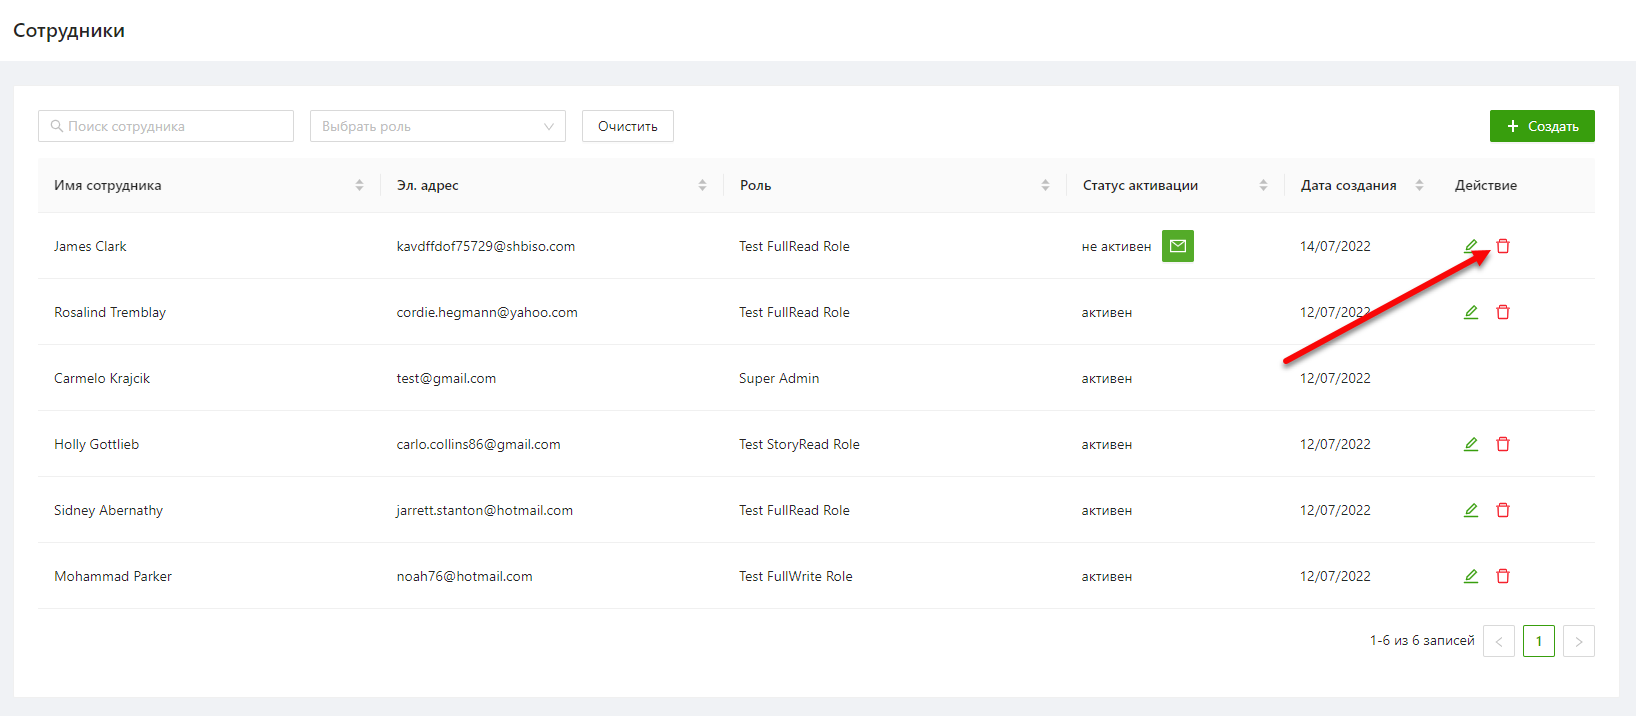 Сотрудники
Поиск сотрудника Выбрать роль Очистить + Создать
Имя сотрудника Эл. адрес Роль Статус активации Дата создания Действие
James Clark kavdffdof75729@shbiso.com Test FullRead Role не активен 14/07/2022
Rosalind Tremblay cordie.hegmann@yahoo.com Test FullRead Role активен 12/07/2022
Carmelo Krajcik test@gmail.com Super Admin активен 12/07/2022
Holly Gottlieb carlo.collins86@gmail.com Test StoryRead Role активен 12/07/2022
Sidney Abernathy jarrett.stanton@hotmail.com Test FullRead Role активен 12/07/2022
Mohammad Parker noah76@hotmail.com Test FullWrite Role активен 12/07/2022
1-6 из 6 записей < 1 >